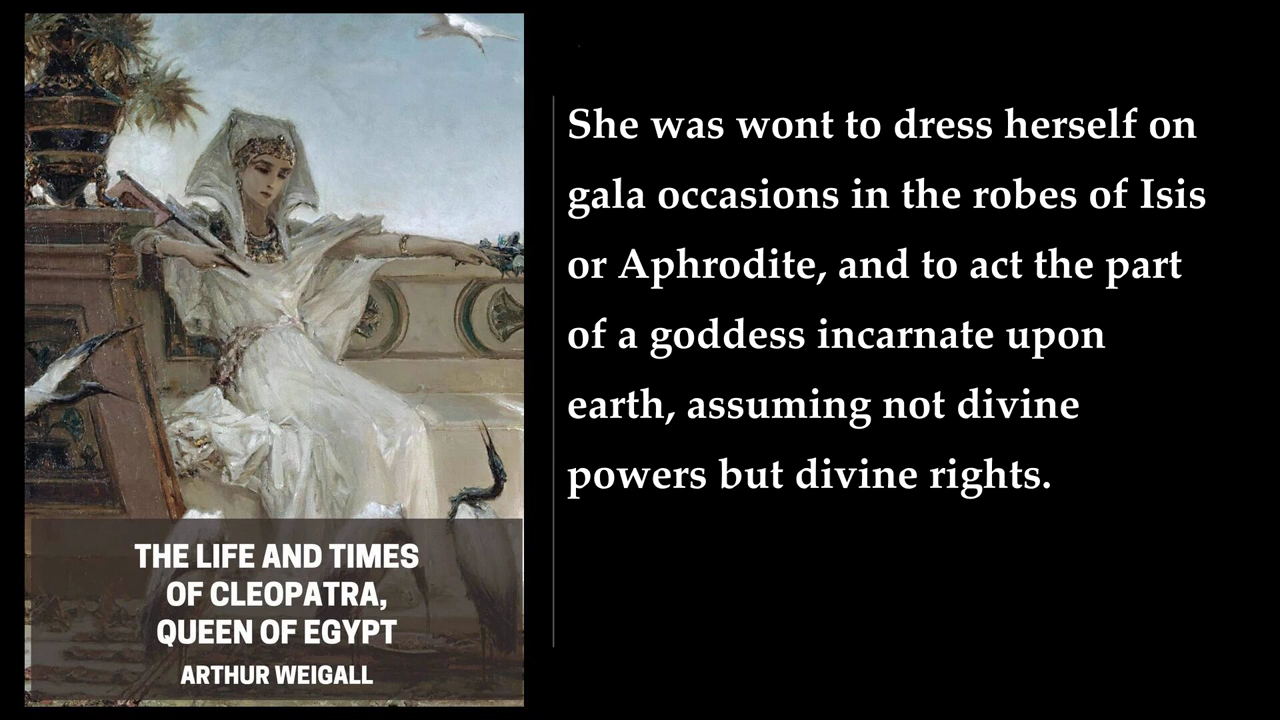 She was wont to dress herself on
gala occasions in the robes of Isis
or Aphrodite, and to act the part
of a goddess incarnate upon
earth, assuming not divine
powers but divine rights.
THE LIFE AND TIMES
OF CLEOPATRA,
QUEEN OF EGYPT
ARTHUR WEIGALL